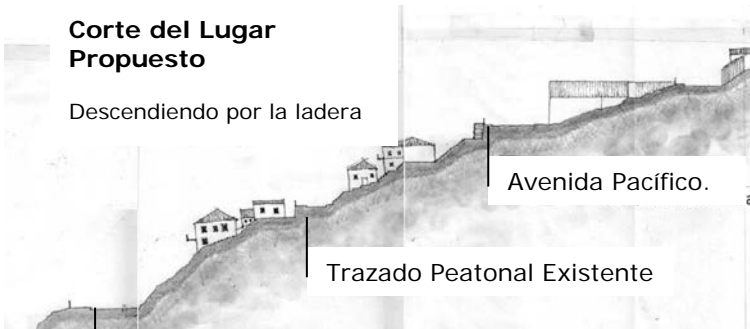 Corte del Lugar
Propuesto
Descendiendo por la ladera
Avenida Pacífico.
Trazado Peatonal Existente